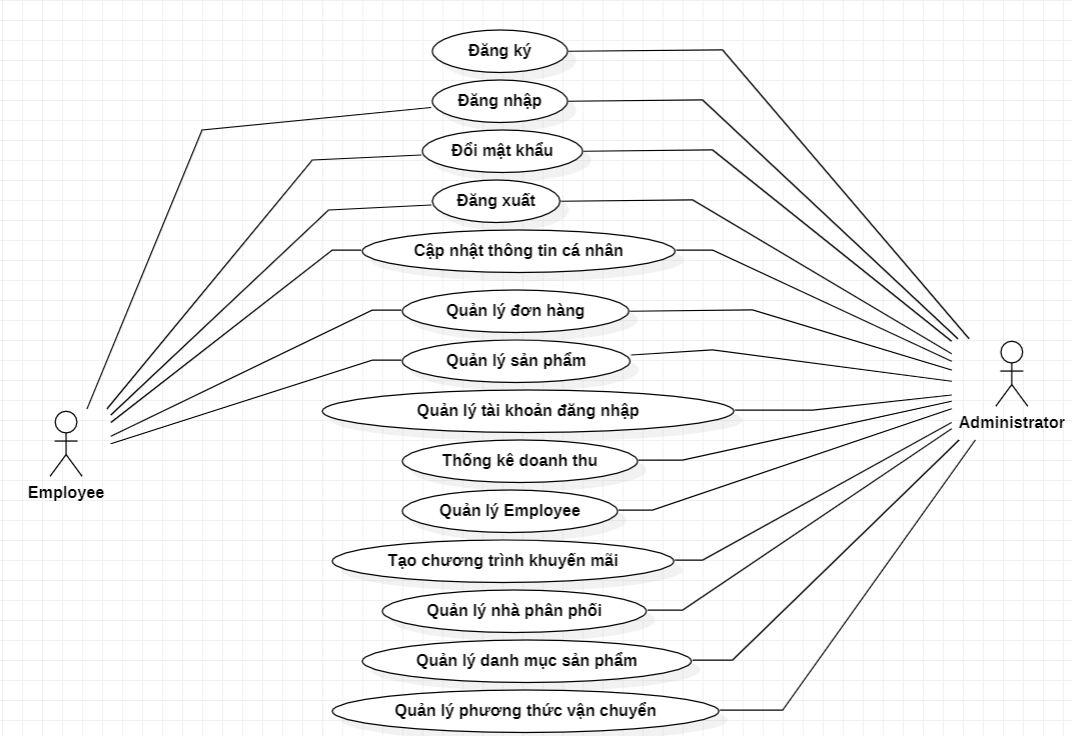 Đăng ký
Đăng nhập
Đổi mật khẩu
Đăng xuất
Cập nhật thông tin cá nhân
Quản lý đơn hàng
Quản lý sản phẩm
Quản lý tài khoản đăng nhập
Administrator
Thống kê doanh thu
Employee
Quản lý Employee
Tạo chương trình khuyến mãi
Quản lý nhà phân phối
Quản lý danh mục sản phẩm
Quản lý phương thức vận chuyển